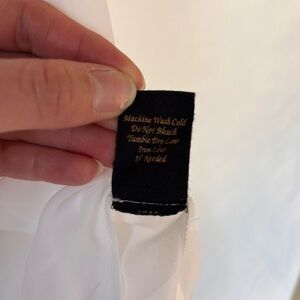 Machine Wash Cold
Do Not Bleach
Tumble Dry Low
Iron Low
If Needed